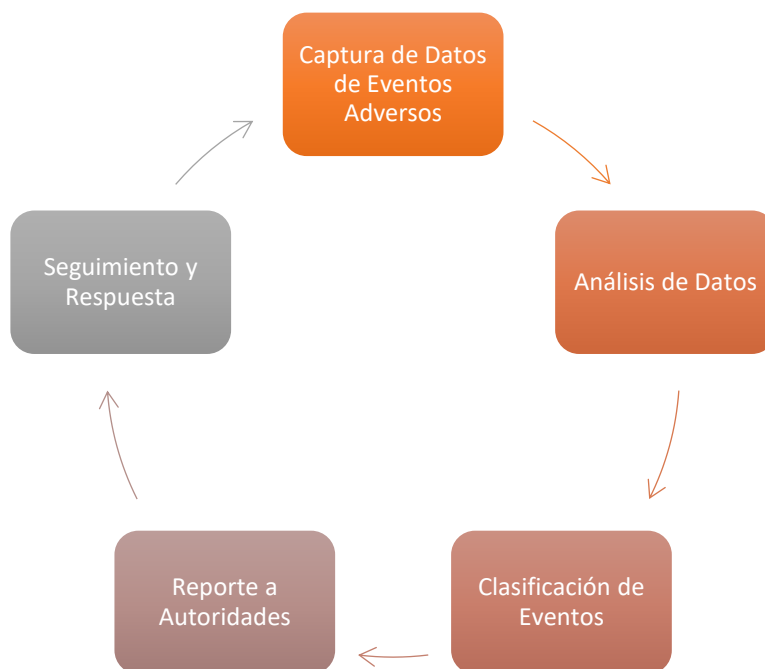 Captura de Datos
de Eventos
Adversos
Análisis de Datos
Clasificación de
Eventos
Reporte a
Autoridades
Seguimiento y
Respuesta